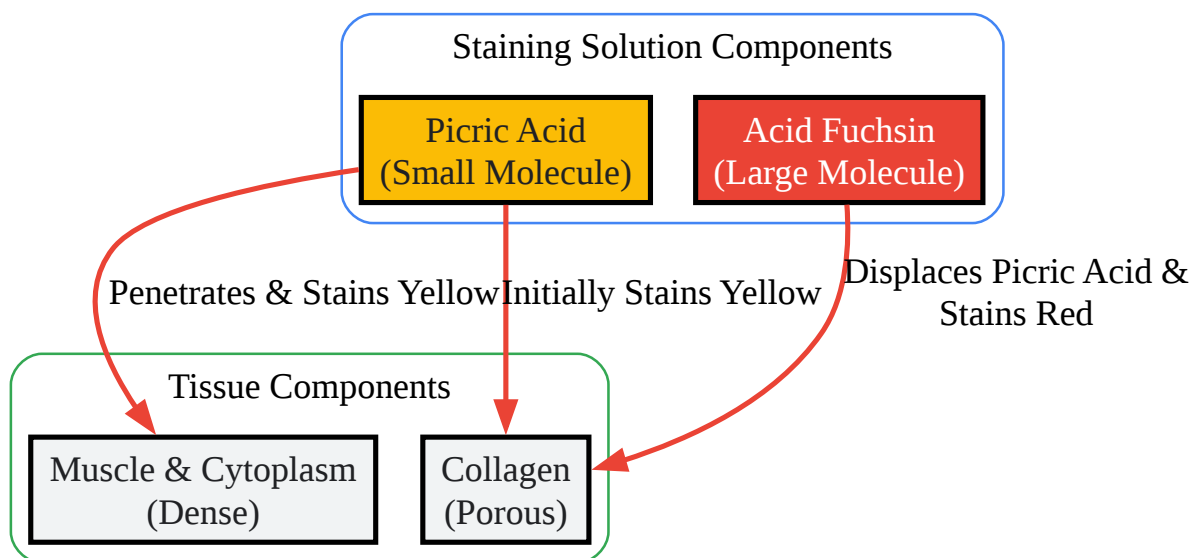 Staining Solution Components
Picric Acid
(Small Molecule)
Acid Fuchsin
(Large Molecule)
Penetrates & Stains Yellow
Initially Stains Yellow
Displaces Picric Acid &
Stains Red
Tissue Components
Muscle & Cytoplasm
(Dense)
Collagen
(Porous)